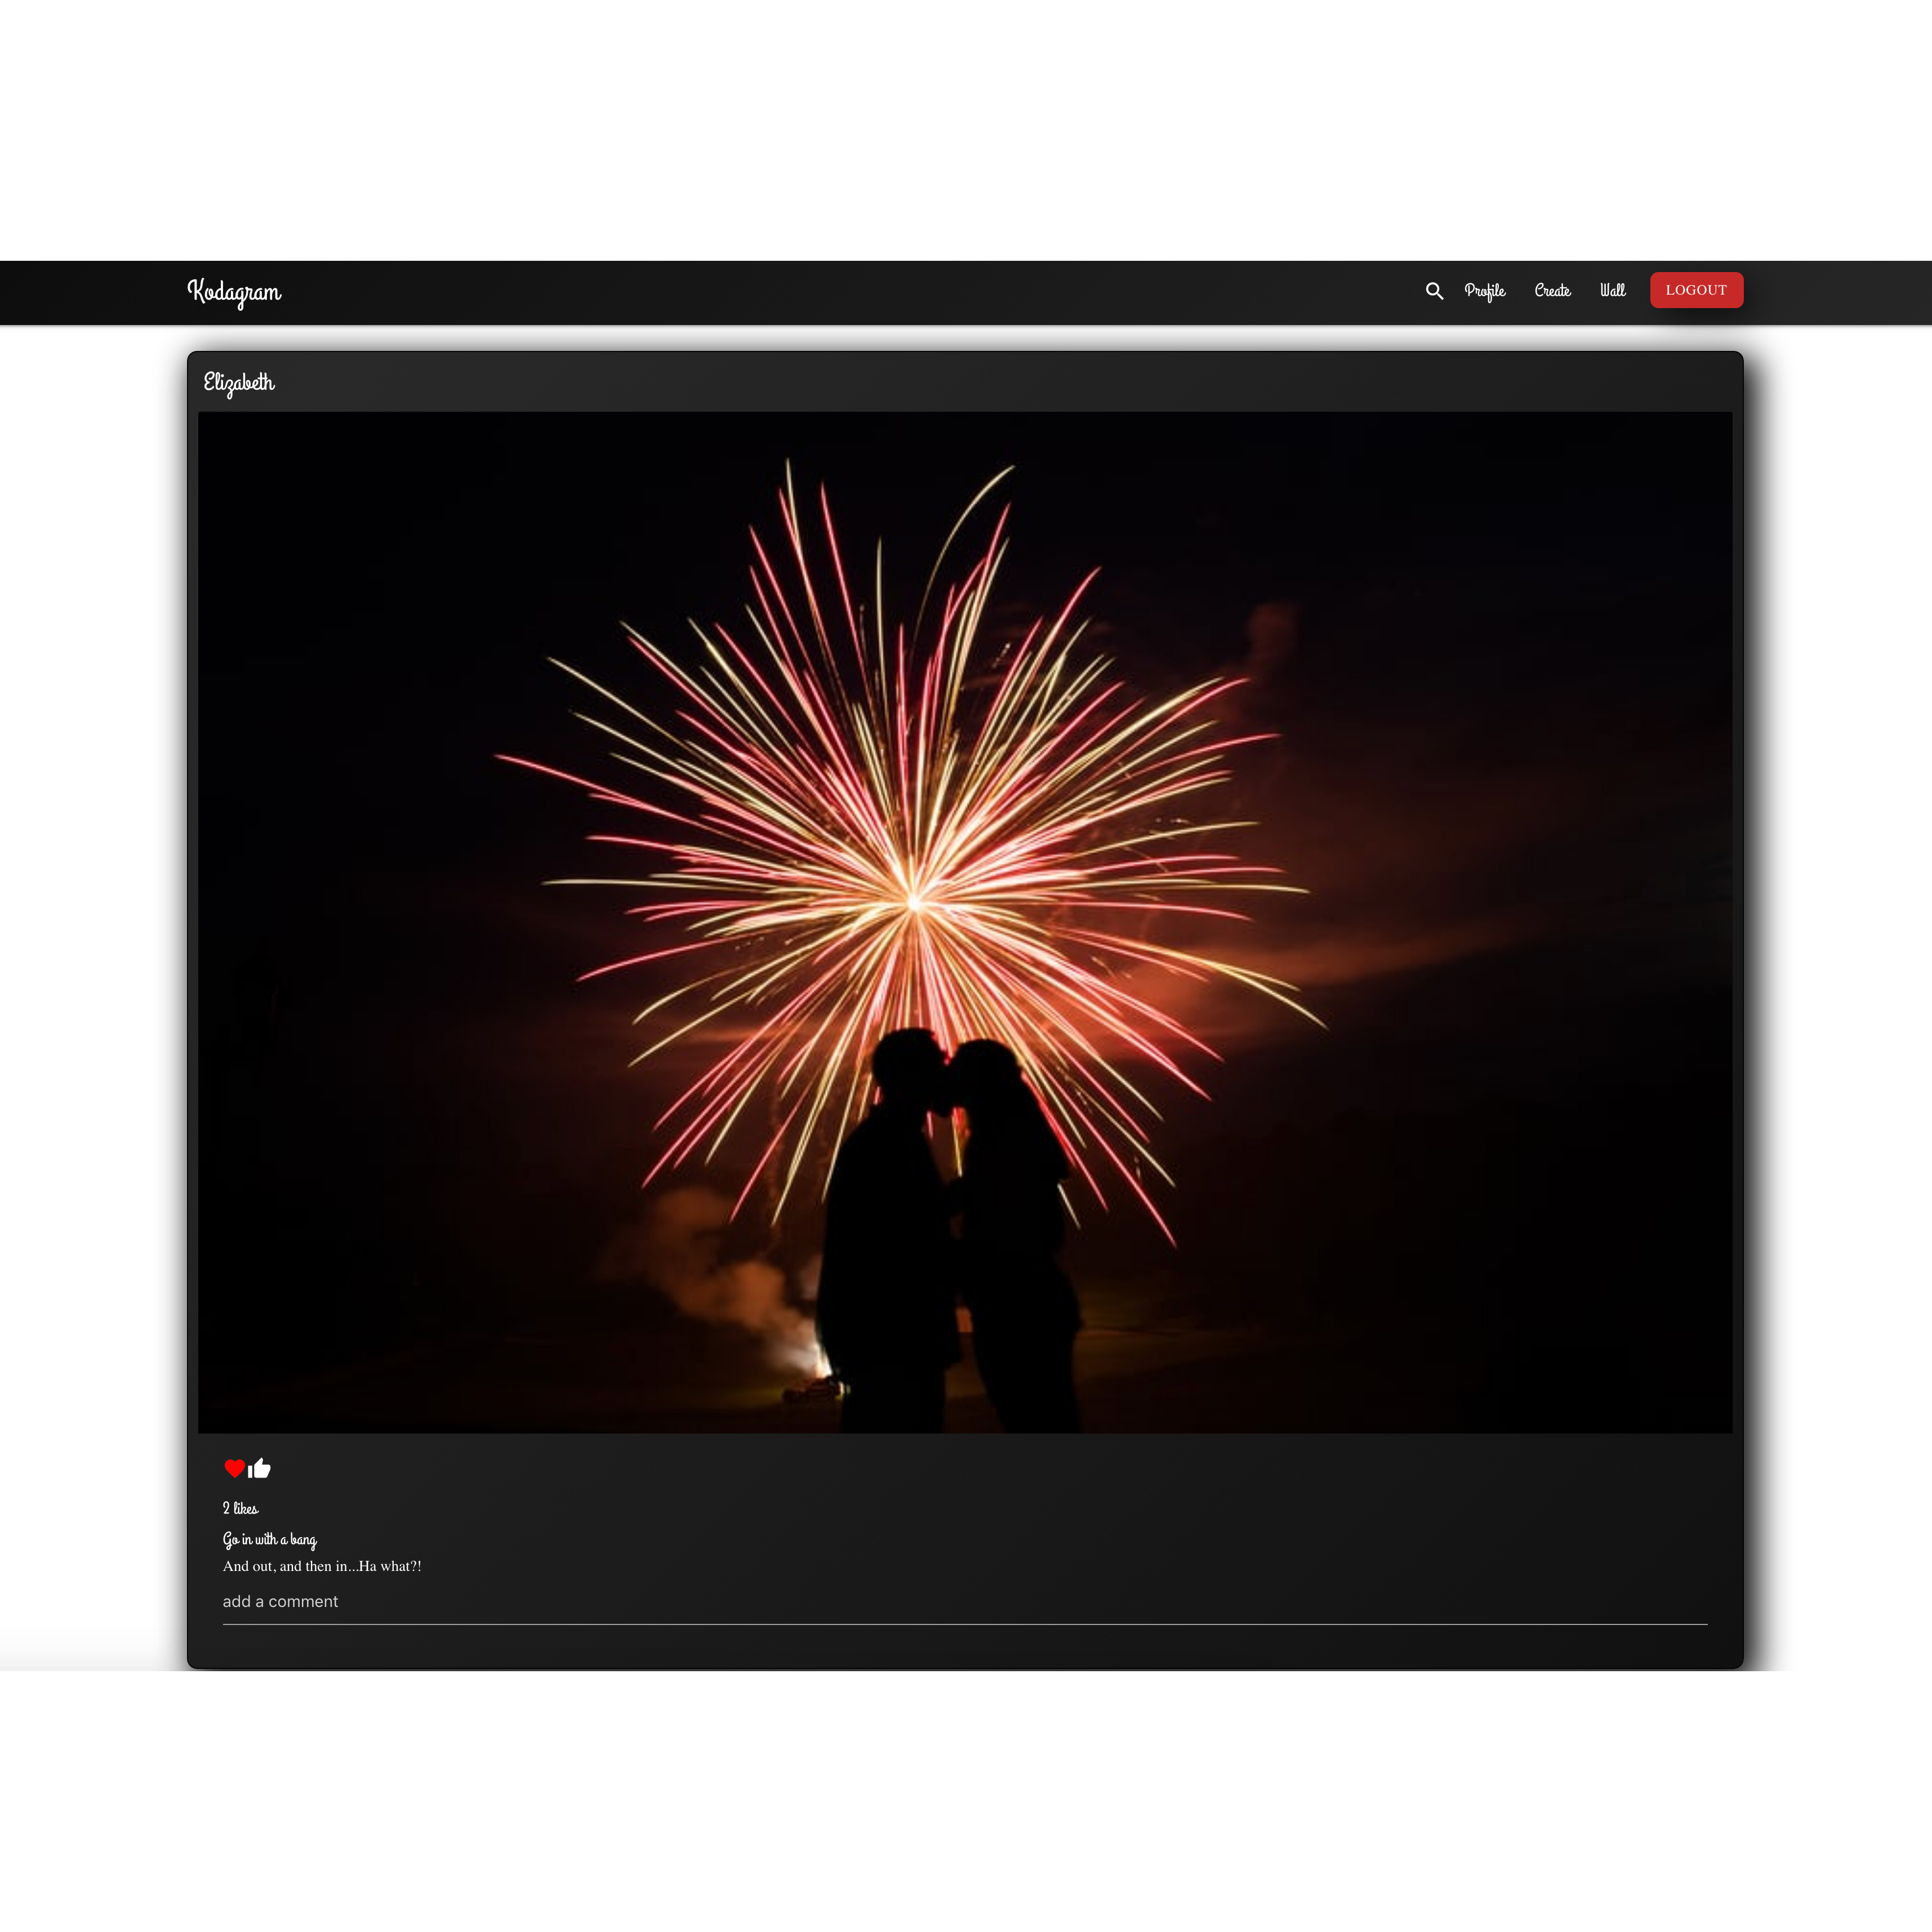 Kodagram
Profile Create Wall LOGOUT
Elizabeth
2 likes
Go in with a bang
And out, and then in...Ha what?!
add a comment